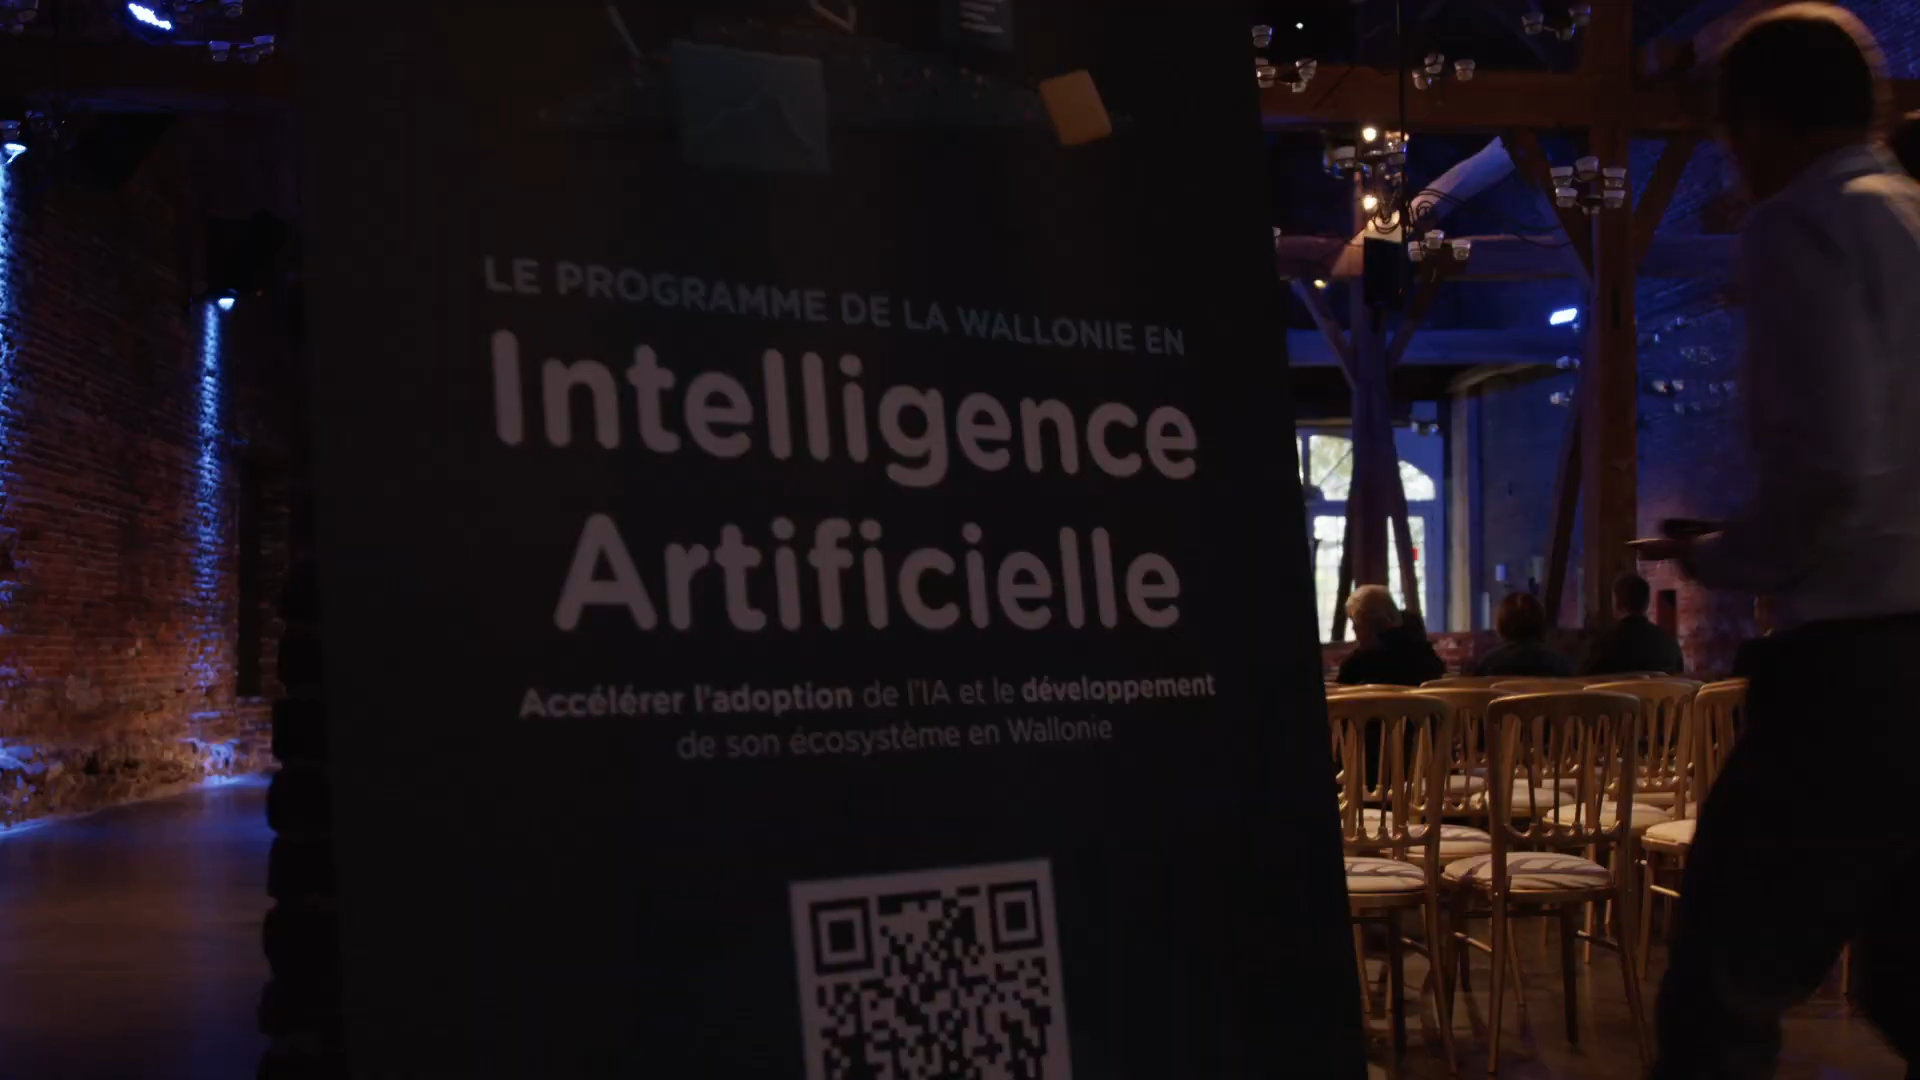 LE PROGRAMME DE LA WALLONIE EN
Intelligence
Artificielle
Accélérer l'adoption de l'IA et le développement
de son écosystème en Wallonie